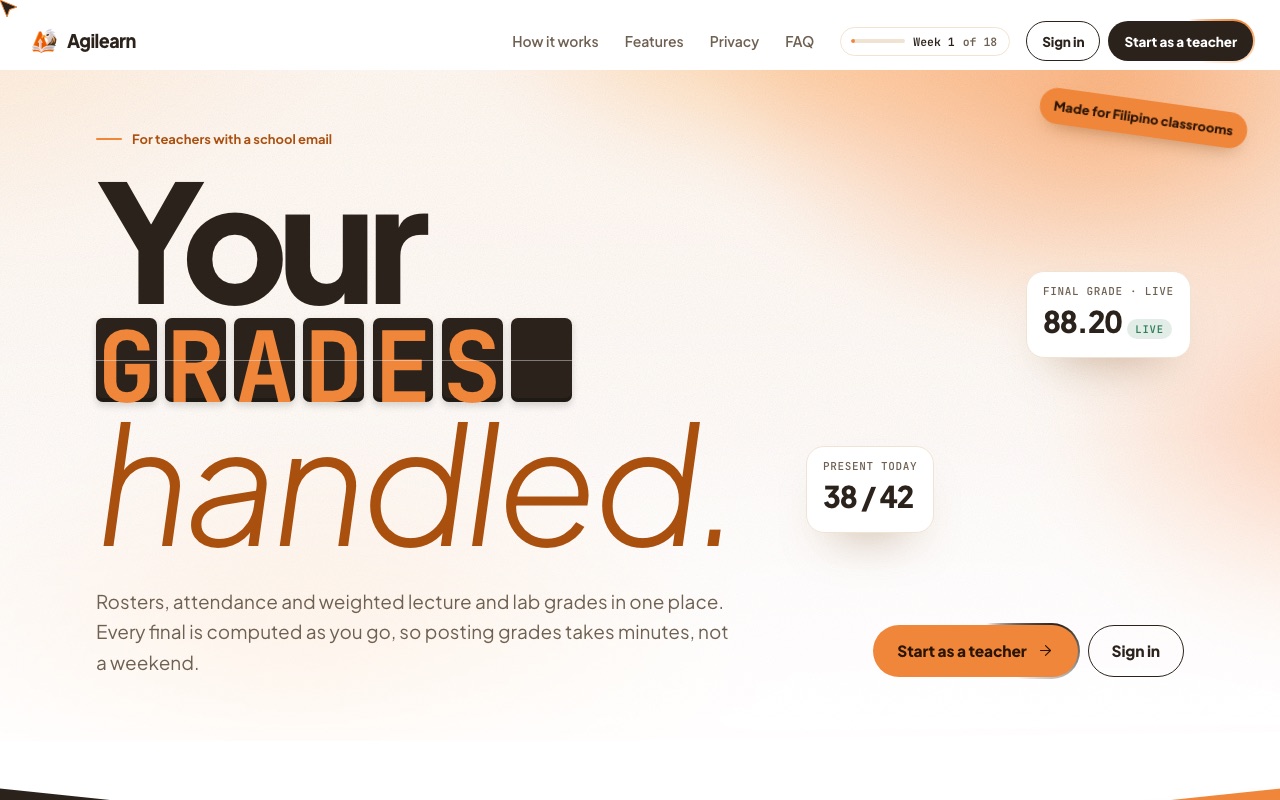 Agilearn
How it works
Features
Privacy
FAQ
Week 1 of 18
Sign in
Start as a teacher
Made for Filipino classrooms
For teachers with a school email
Your
GRADES
handled.
FINAL GRADE · LIVE
88.20 LIVE
PRESENT TODAY
38/42
Rosters, attendance and weighted lecture and lab grades in one place.
Every final is computed as you go, so posting grades takes minutes, not
a weekend.
Start as a teacher →
Sign in